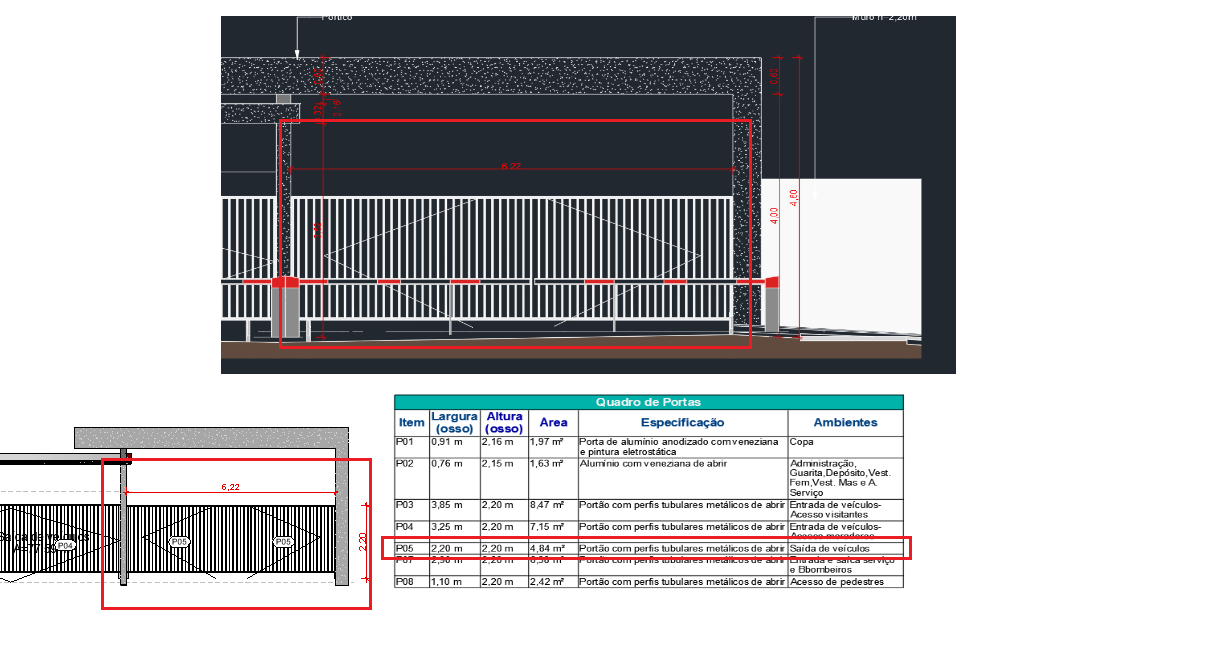 Pórtico
Muro h=2,20m
0,60
0,60
0,32
0,16
6,22
4,60
4,00
6,22
2,20
P04
P05
P05
Quadro de Portas
Item Largura (osso) Altura (osso) Area Especificação Ambientes
P01 0,91 m 2,16 m 1,97 m² Porta de alumínio anodizado com veneziana e pintura eletrostática Copa
P02 0,76 m 2,15 m 1,63 m² Alumínio com veneziana de abrir Administração, Guarita,Depósito,Vest. Fem,Vest. Mas e A. Serviço
P03 3,85 m 2,20 m 8,47 m² Portão com perfis tubulares metálicos de abrir Entrada de veículos- Acesso visitantes
P04 3,25 m 2,20 m 7,15 m² Portão com perfis tubulares metálicos de abrir Entrada de veículos- Acesso moradores
P05 2,20 m 2,20 m 4,84 m² Portão com perfis tubulares metálicos de abrir Saída de veículos
P07 2,20 m Portão com perfis tubulares metálicos de abrir Entrada e saída serviço e Bbombeiros
P08 1,10 m 2,20 m 2,42 m² Portão com perfis tubulares metálicos de abrir Acesso de pedestres